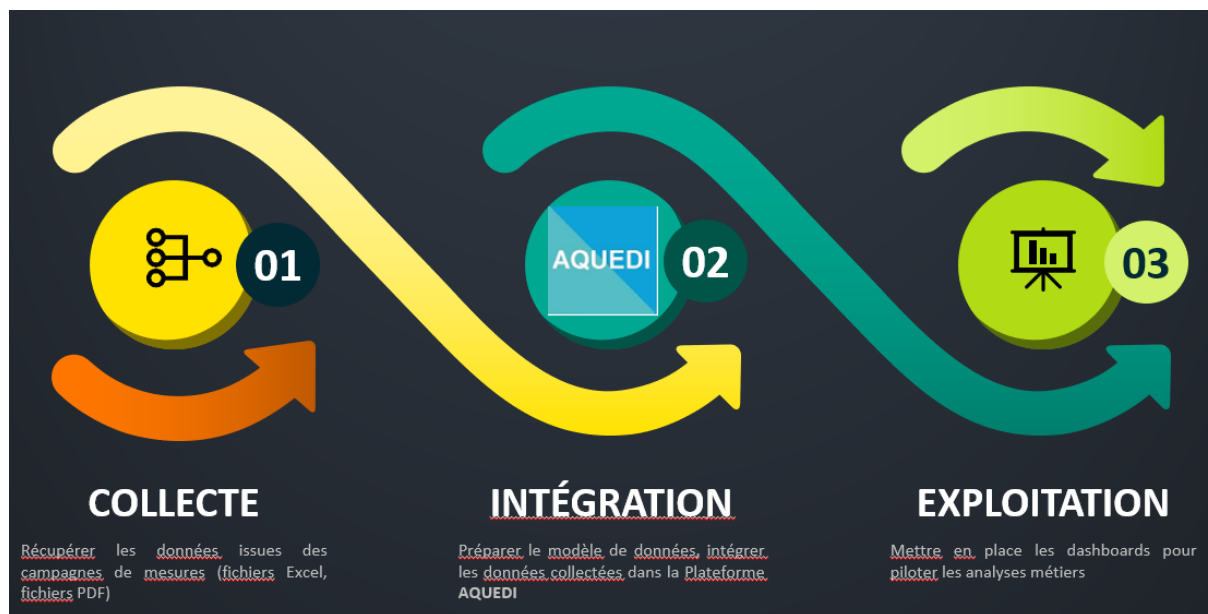 01
AQUEDI
02
03
COLLECTE
INTÉGRATION
EXPLOITATION
Récupérer les données issues des
campagnes de mesures (fichiers Excel,
fichiers PDF)
Préparer le modèle de données, intégrer
les données collectées dans la Plateforme
AQUEDI
Mettre en place les dashboards pour
piloter les analyses métiers